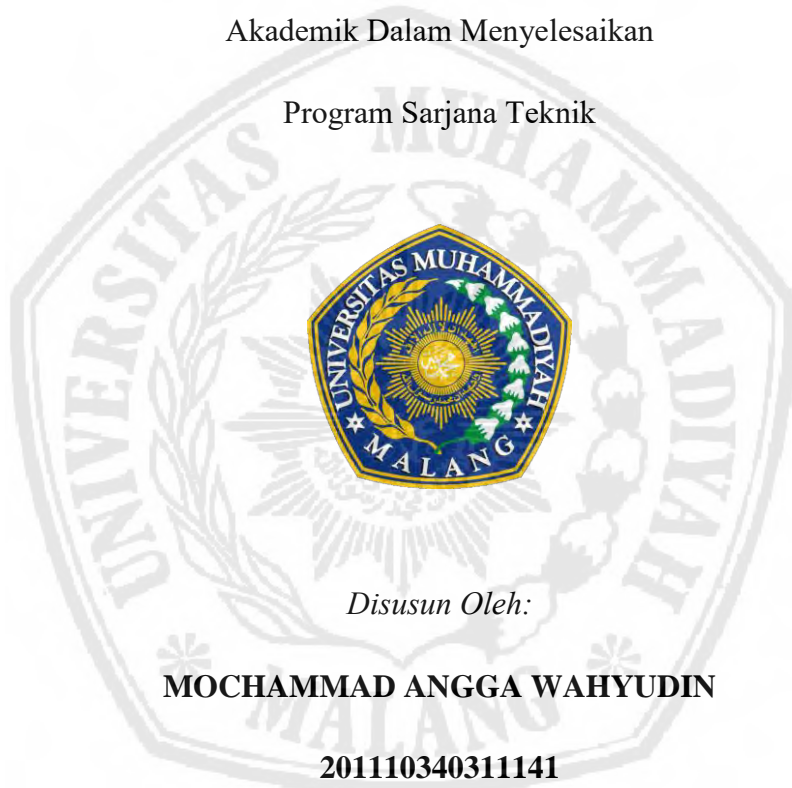 Akademik Dalam Menyelesaikan
Program Sarjana Teknik
UNIVERSITAS MUHAMMADIYAH
MALANG
Disusun Oleh:
MOCHAMMAD ANGGA WAHYUDIN
201110340311141